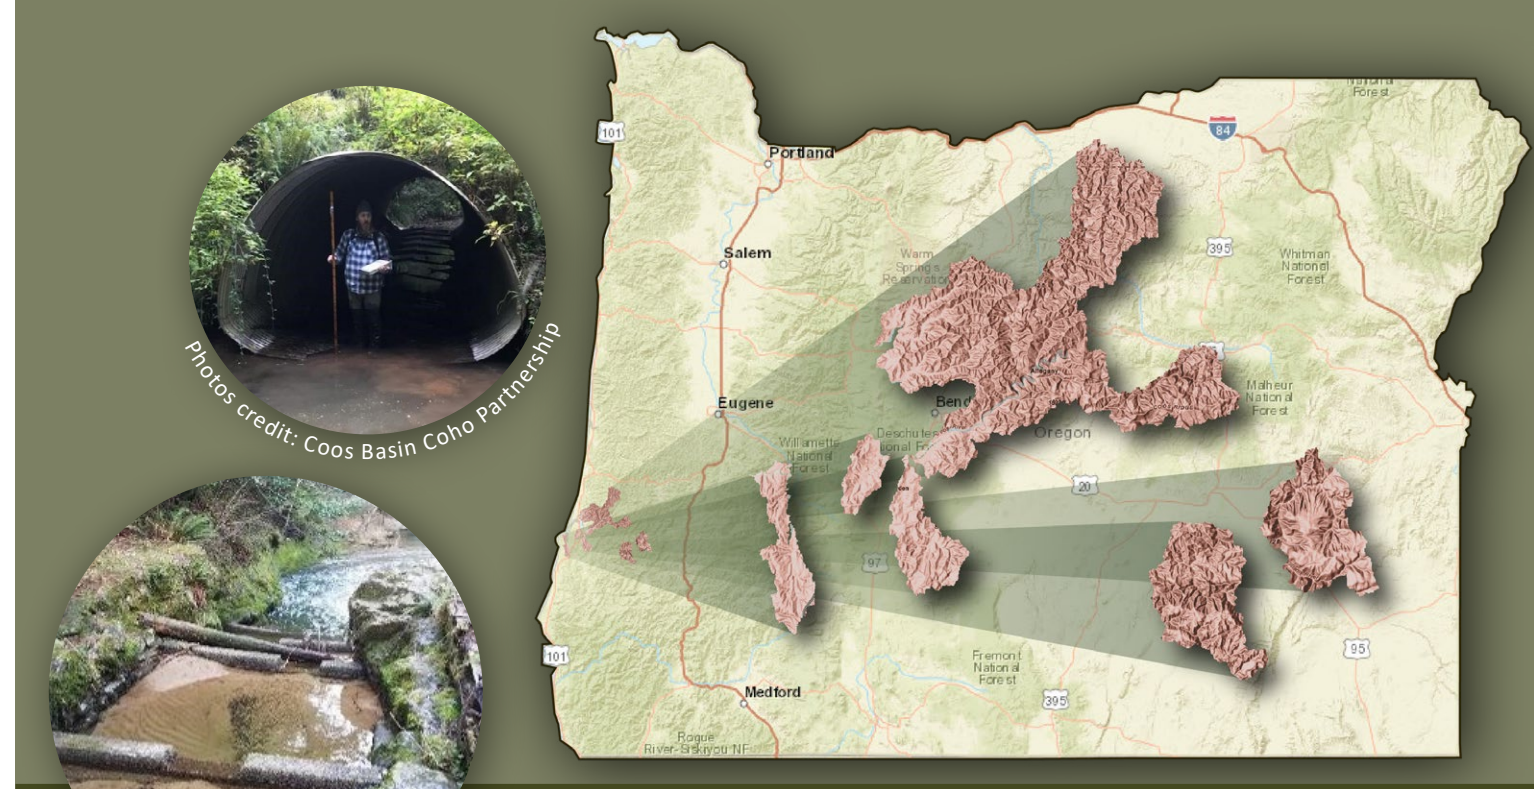 National
Forest
84
101
Portland
395
Salem
Warm
Springs
Reservation
Whitman
National
Forest
Photos credit: Coos Basin Coho Partnership
Malheur
National
Forest
Eugene
Bend
Deschutes
Oregon
Willamette
National
Forest
20
97
101
95
Fremont
National
Forest
395
Medford
Rogue
River-Siskiyou NF